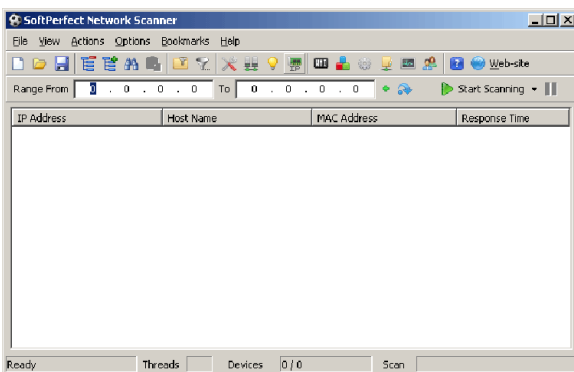 SoftPerfect Network Scanner
File View Actions Options Bookmarks Help
Web-site
Range From 0 . 0 . 0 . 0 To 0 . 0 . 0 . 0 Start Scanning
IP Address Host Name MAC Address Response Time
Ready Threads Devices 0 / 0 Scan